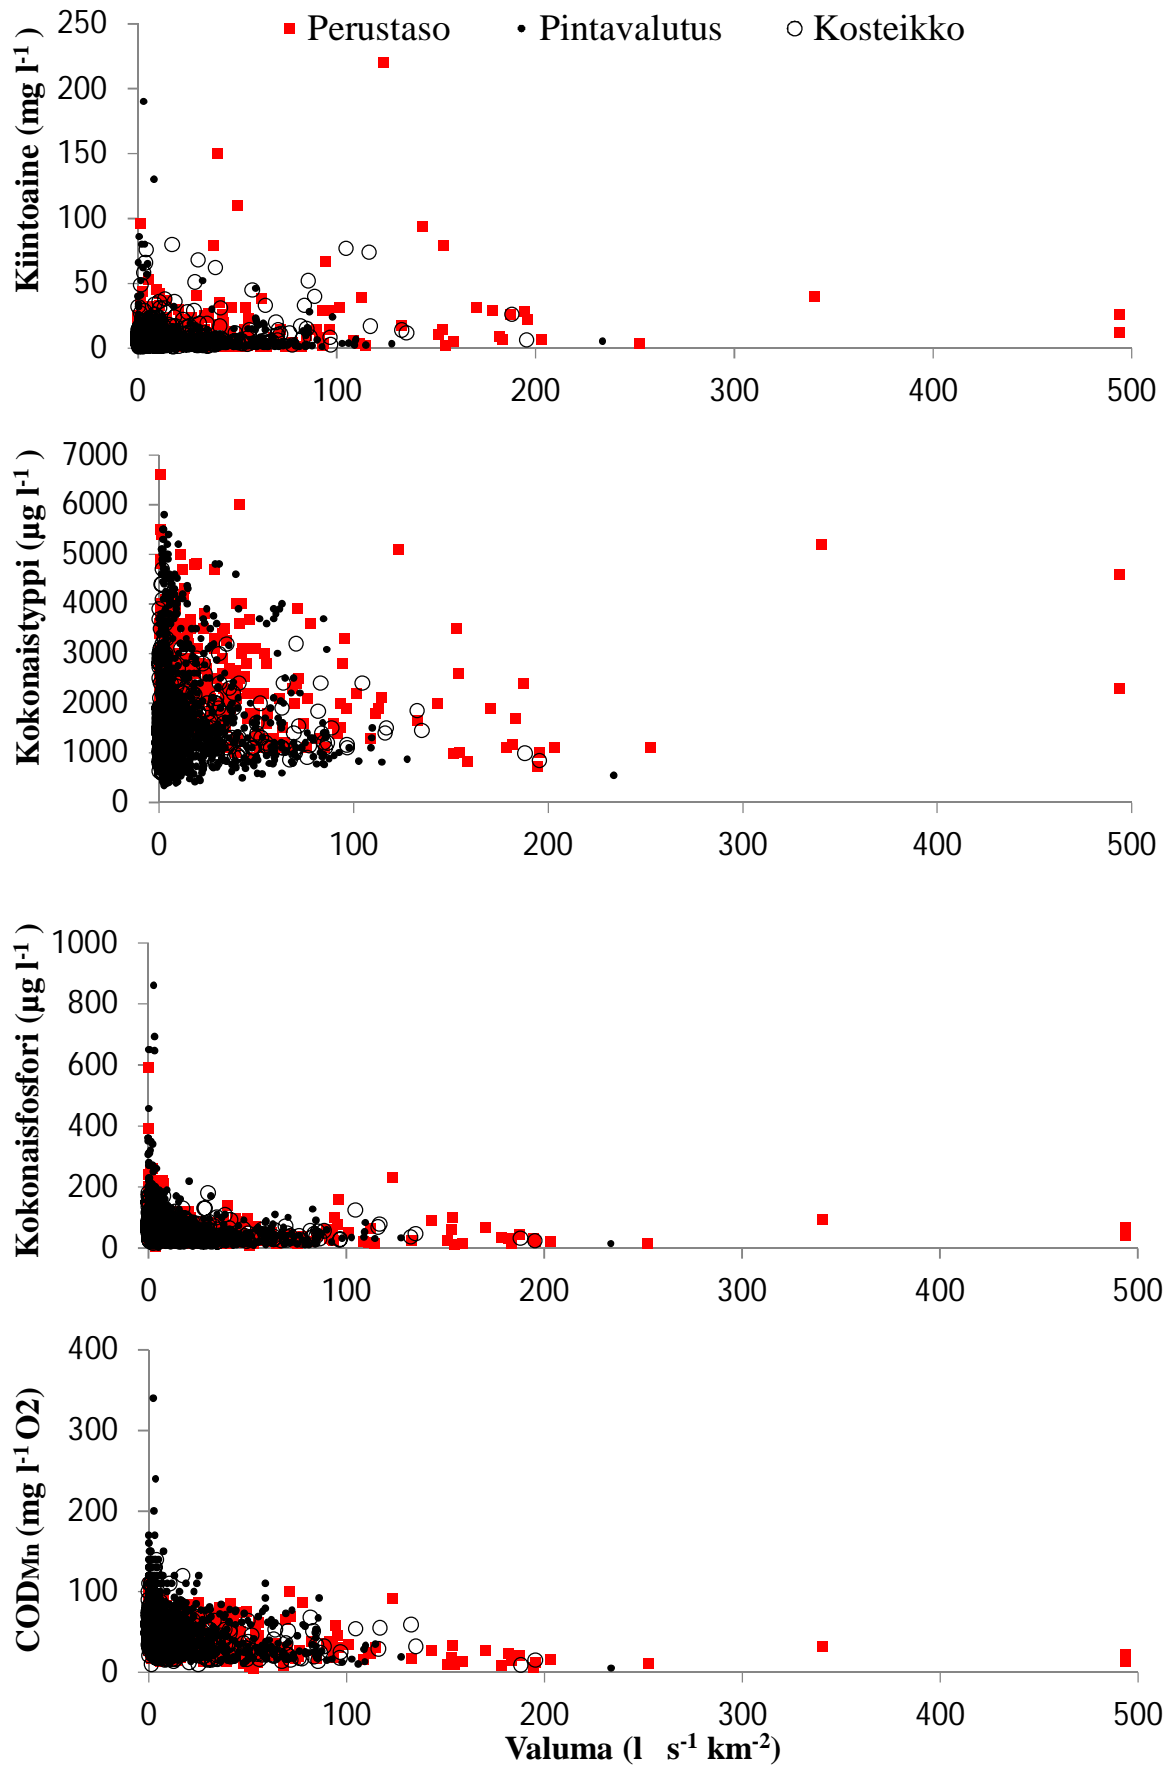 Perustaso Pintavalutus Kosteikko
Kiintoaine (mg l-1)
250
200
150
100
50
0
0 100 200 300 400 500
Kokonaistyppi (µg l-1)
7000
6000
5000
4000
3000
2000
1000
0
0 100 200 300 400 500
Kokonaisfosfori (µg l-1)
1000
800
600
400
200
0
0 100 200 300 400 500
CODMn (mg l-1 O2)
400
300
200
100
0
0 100 200 300 400 500
Valuma (l s-1 km-2)